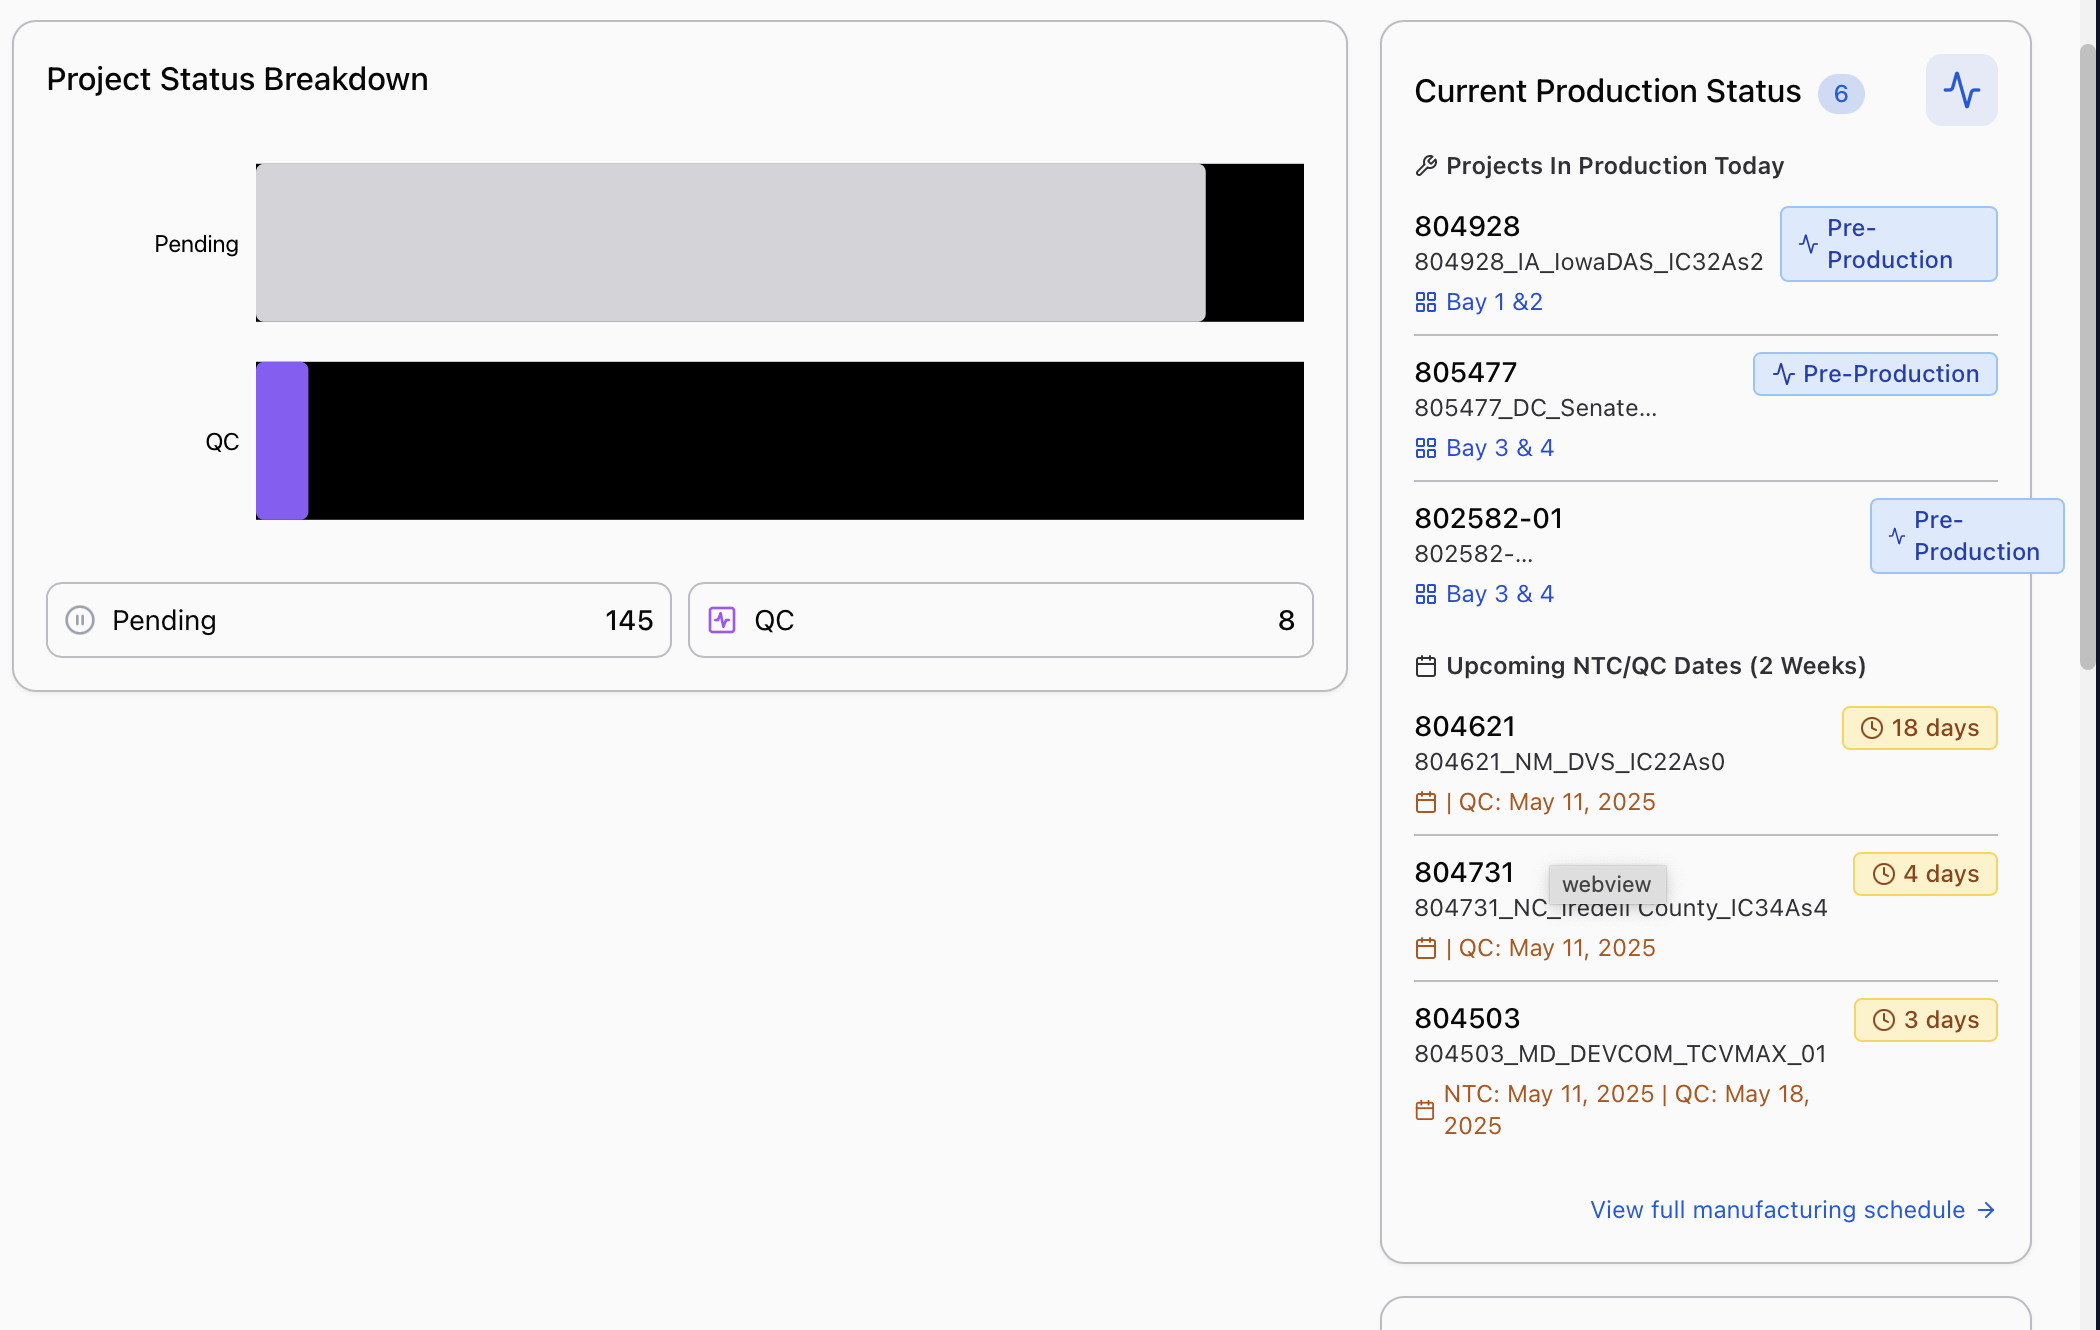 Project Status Breakdown
Pending
QC
Pending 145
QC 8
Current Production Status 6
Projects In Production Today
804928
804928_IA_IowaDAS_IC32As2
Pre-
Production
Bay 1 &2
805477
Pre-Production
805477_DC_Senate...
Bay 3 & 4
802582-01
802582-...
Pre-
Production
Bay 3 & 4
Upcoming NTC/QC Dates (2 Weeks)
804621
18 days
804621_NM_DVS_IC22As0
| QC: May 11, 2025
804731
4 days
webview
804731_NC_Iredell County_IC34As4
| QC: May 11, 2025
804503
3 days
804503_MD_DEVCOM_TCVMAX_01
NTC: May 11, 2025 | QC: May 18,
2025
View full manufacturing schedule